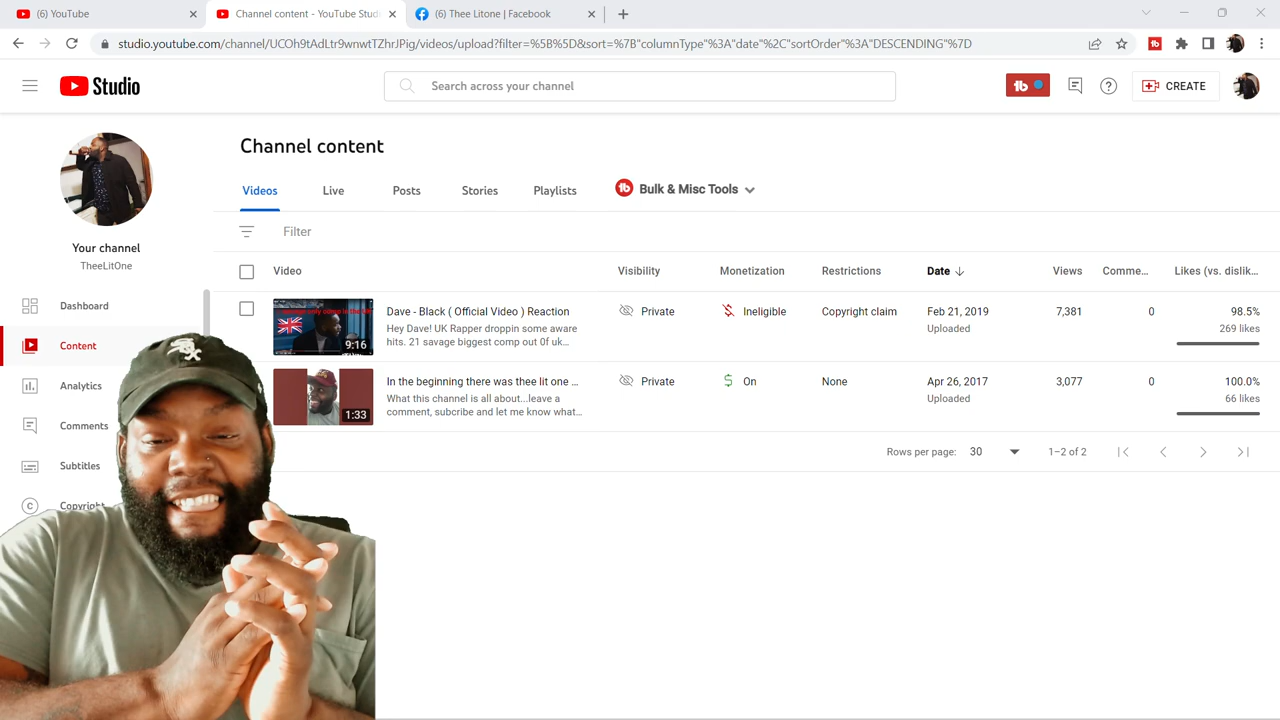 (6) YouTube
Channel content - YouTube Studi
(6) Thee Litone | Facebook
studio.youtube.com/channel/UCOh9tAdLtr9wnwtTZhrJPig/videos/upload?filter=%5B%5D&sort=%7B"columnType"%3A"date"%2C"sortOrder"%3A"DESCENDING"%7D
Studio
Search across your channel
CREATE
Your channel
TheeLitOne
Dashboard
Content
Analytics
Comments
Subtitles
Copyright
Channel content
Videos Live Posts Stories Playlists Bulk & Misc Tools
Filter
Video Visibility Monetization Restrictions Date Views Comme... Likes (vs. dislik...
Dave - Black ( Official Video ) Reaction Private Ineligible Copyright claim Feb 21, 2019 7,381 0 98.5%
Hey Dave! UK Rapper droppin some aware Uploaded 269 likes
hits. 21 savage biggest comp out 0f uk...
9:16
In the beginning there was thee lit one ... Private On None Apr 26, 2017 3,077 0 100.0%
What this channel is all about...leave a Uploaded 66 likes
comment, subcribe and let me know what...
1:33
Rows per page: 30 1–2 of 2